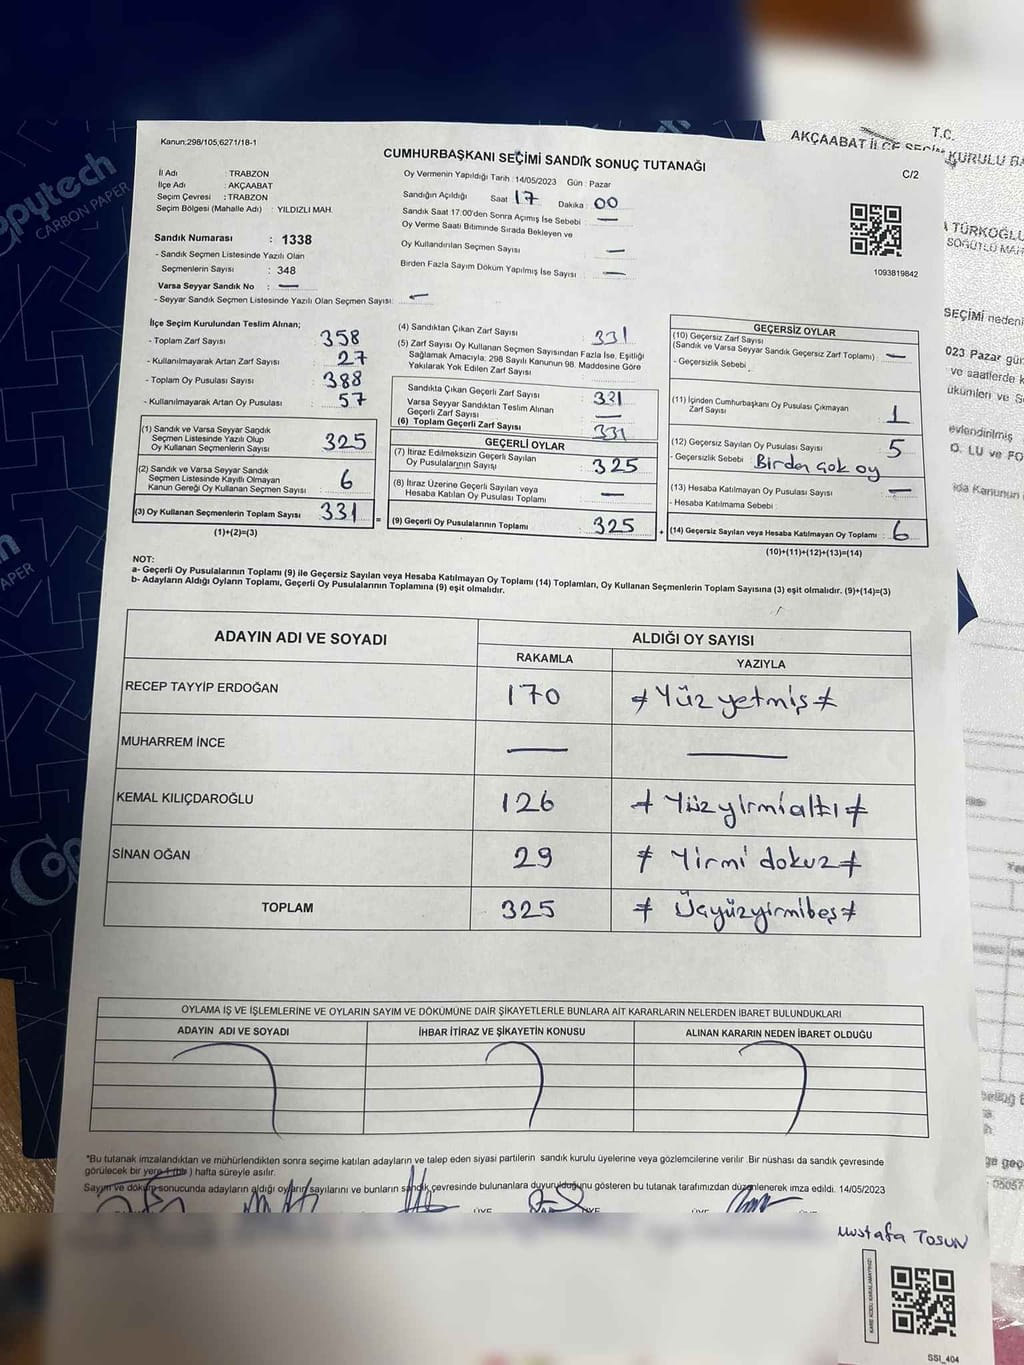 Kanun:298/105,6271/18-1
CUMHURBAŞKANI SEÇİMİ SANDIK SONUÇ TUTANAĞI
C/2
İl Adı : TRABZON
İlçe Adı : AKÇAABAT
Seçim Çevresi : TRABZON
Seçim Bölgesi (Mahalle Adı) : YILDIZLI MAH.
Sandık Numarası : 1338
- Sandık Seçmen Listesinde Yazılı Olan
Seçmenlerin Sayısı : 348
Varsa Seyyar Sandık No : —
- Seyyar Sandık Seçmen Listesinde Yazılı Olan Seçmen Sayısı: —
Oy Vermenin Yapıldığı Tarih :14/05/2023 Gün : Pazar
Sandığın Açıldığı Saat 17 Dakika : 00
Sandık Saat 17:00'den Sonra Açımış İse Sebebi : —
Oy Verme Saati Bitiminde Sırada Bekleyen ve
Oy Kullandırılan Seçmen Sayısı : —
Birden Fazla Sayım Döküm Yapılmış İse Sayısı : —
1093819842
İlçe Seçim Kurulundan Teslim Alınan;
- Toplam Zarf Sayısı : 358
- Kullanılmayarak Artan Zarf Sayısı : 27
- Toplam Oy Pusulası Sayısı : 388
- Kullanılmayarak Artan Oy Pusulası : 57
(1) Sandık ve Varsa Seyyar Sandık
Seçmen Listesinde Yazılı Olup
Oy Kullanan Seçmenlerin Sayısı : 325
(2) Sandık ve Varsa Seyyar Sandık
Seçmen Listesinde Kayıtlı Olmayan
Kanun Gereği Oy Kullanan Seçmen Sayısı : 6
(3) Oy Kullanan Seçmenlerin Toplam Sayısı : 331
(1)+(2)=(3)
(4) Sandıktan Çıkan Zarf Sayısı : 331
(5) Zarf Sayısı Oy Kullanan Seçmen Sayısından Fazla İse, Eşitliği
Sağlamak Amacıyla; 298 Sayılı Kanunun 98. Maddesine Göre
Yakılarak Yok Edilen Zarf Sayısı :
Sandıkta Çıkan Geçerli Zarf Sayısı : 331
Varsa Seyyar Sandıktan Teslim Alınan
Geçerli Zarf Sayısı : —
(6) Toplam Geçerli Zarf Sayısı : 331
GEÇERLİ OYLAR
(7) İtiraz Edilmeksizin Geçerli Sayılan
Oy Pusulalarının Sayısı : 325
(8) İtiraz Üzerine Geçerli Sayılan veya
Hesaba Katılan Oy Pusulası Toplamı : —
(9) Geçerli Oy Pusulalarının Toplamı : 325
GEÇERSİZ OYLAR
(10) Geçersiz Zarf Sayısı
(Sandık ve Varsa Seyyar Sandık Geçersiz Zarf Toplamı) : —
- Geçersizlik Sebebi :
(11) İçinden Cumhurbaşkanı Oy Pusulası Çıkmayan
Zarf Sayısı : 1
(12) Geçersiz Sayılan Oy Pusulası Sayısı : 5
- Geçersizlik Sebebi : Birden çok oy
(13) Hesaba Katılmayan Oy Pusulası Sayısı : —
- Hesaba Katılmama Sebebi :
(14) Geçersiz Sayılan veya Hesaba Katılmayan Oy Toplamı : 6
(10)+(11)+(12)+(13)=(14)
NOT:
a- Geçerli Oy Pusulalarının Toplamı (9) ile Geçersiz Sayılan veya Hesaba Katılmayan Oy Toplamı (14) Toplamları, Oy Kullanan Seçmenlerin Toplam Sayısına (3) eşit olmalıdır. (9)+(14)=(3)
b- Adayların Aldığı Oyların Toplamı, Geçerli Oy Pusulalarının Toplamına (9) eşit olmalıdır.
ADAYIN ADI VE SOYADI ALDIĞI OY SAYISI
RAKAMLA YAZIYLA
RECEP TAYYİP ERDOĞAN 170 ≠ Yüz yetmiş ≠
MUHARREM İNCE — —
KEMAL KILIÇDAROĞLU 126 ≠ Yüz yirmialtı ≠
SİNAN OĞAN 29 ≠ Yirmi dokuz ≠
TOPLAM 325 ≠ Üçyüzyirmibeş ≠
OYLAMA İŞ VE İŞLEMLERİNE VE OYLARIN SAYIM VE DÖKÜMÜNE DAİR ŞİKAYETLERLE BUNLARA AİT KARARLARIN NELERDEN İBARET BULUNDUKLARI
ADAYIN ADI VE SOYADI İHBAR İTİRAZ VE ŞİKAYETİN KONUSU ALINAN KARARIN NEDEN İBARET OLDUĞU
*Bu tutanak imzalandıktan ve mühürlendikten sonra seçime katılan adayların ve talep eden siyasi partilerin sandık kurulu üyelerine veya gözlemcilerine verilir. Bir nüshası da sandık çevresinde
görülecek bir yere 1 (bir) hafta süreyle asılır.
Sayım ve döküm sonucunda adayların aldığı oyların sayılarını ve bunların sandık çevresinde bulunanlara duyurulduğunu gösteren bu tutanak tarafımızdan düzenlenerek imza edildi. 14/05/2023
Mustafa TOSUN
KARE KODU KARALAMAYINIZ!
SSI_404
Copytech
CARBON PAPER
T.C.
AKÇAABAT İLÇE SEÇİM KURULU
TÜRKOĞLU
SÖĞÜTLÜ MAH
SEÇİMİ nedeni
023 Pazar gün
ve saatlerde
evlendirilmiş
ida Kanunun